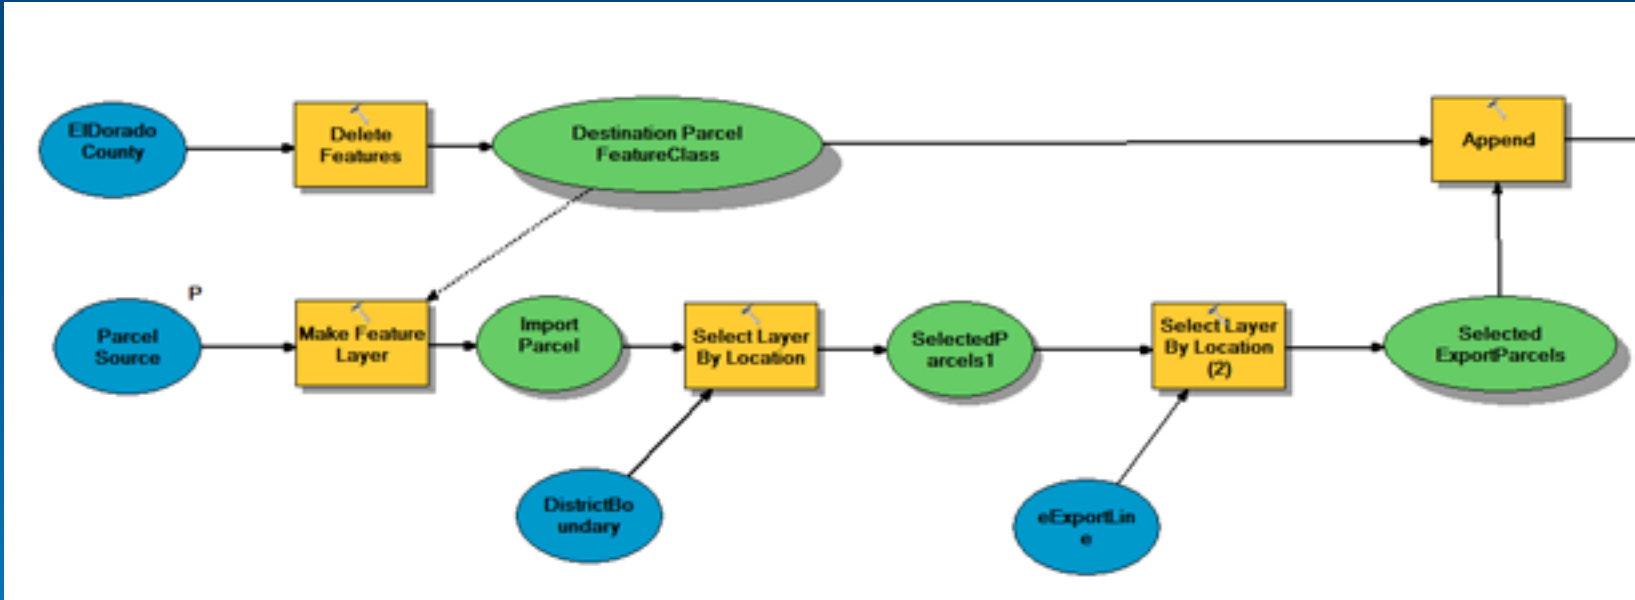 ElDorado
County
Delete
Features
Destination Parcel
FeatureClass
Append
P
Parcel
Source
Make Feature
Layer
Import
Parcel
Select Layer
By Location
SelectedP
arcels1
Select Layer
By Location
(2)
Selected
ExportParcels
DistrictBo
undary
eExportLin
e